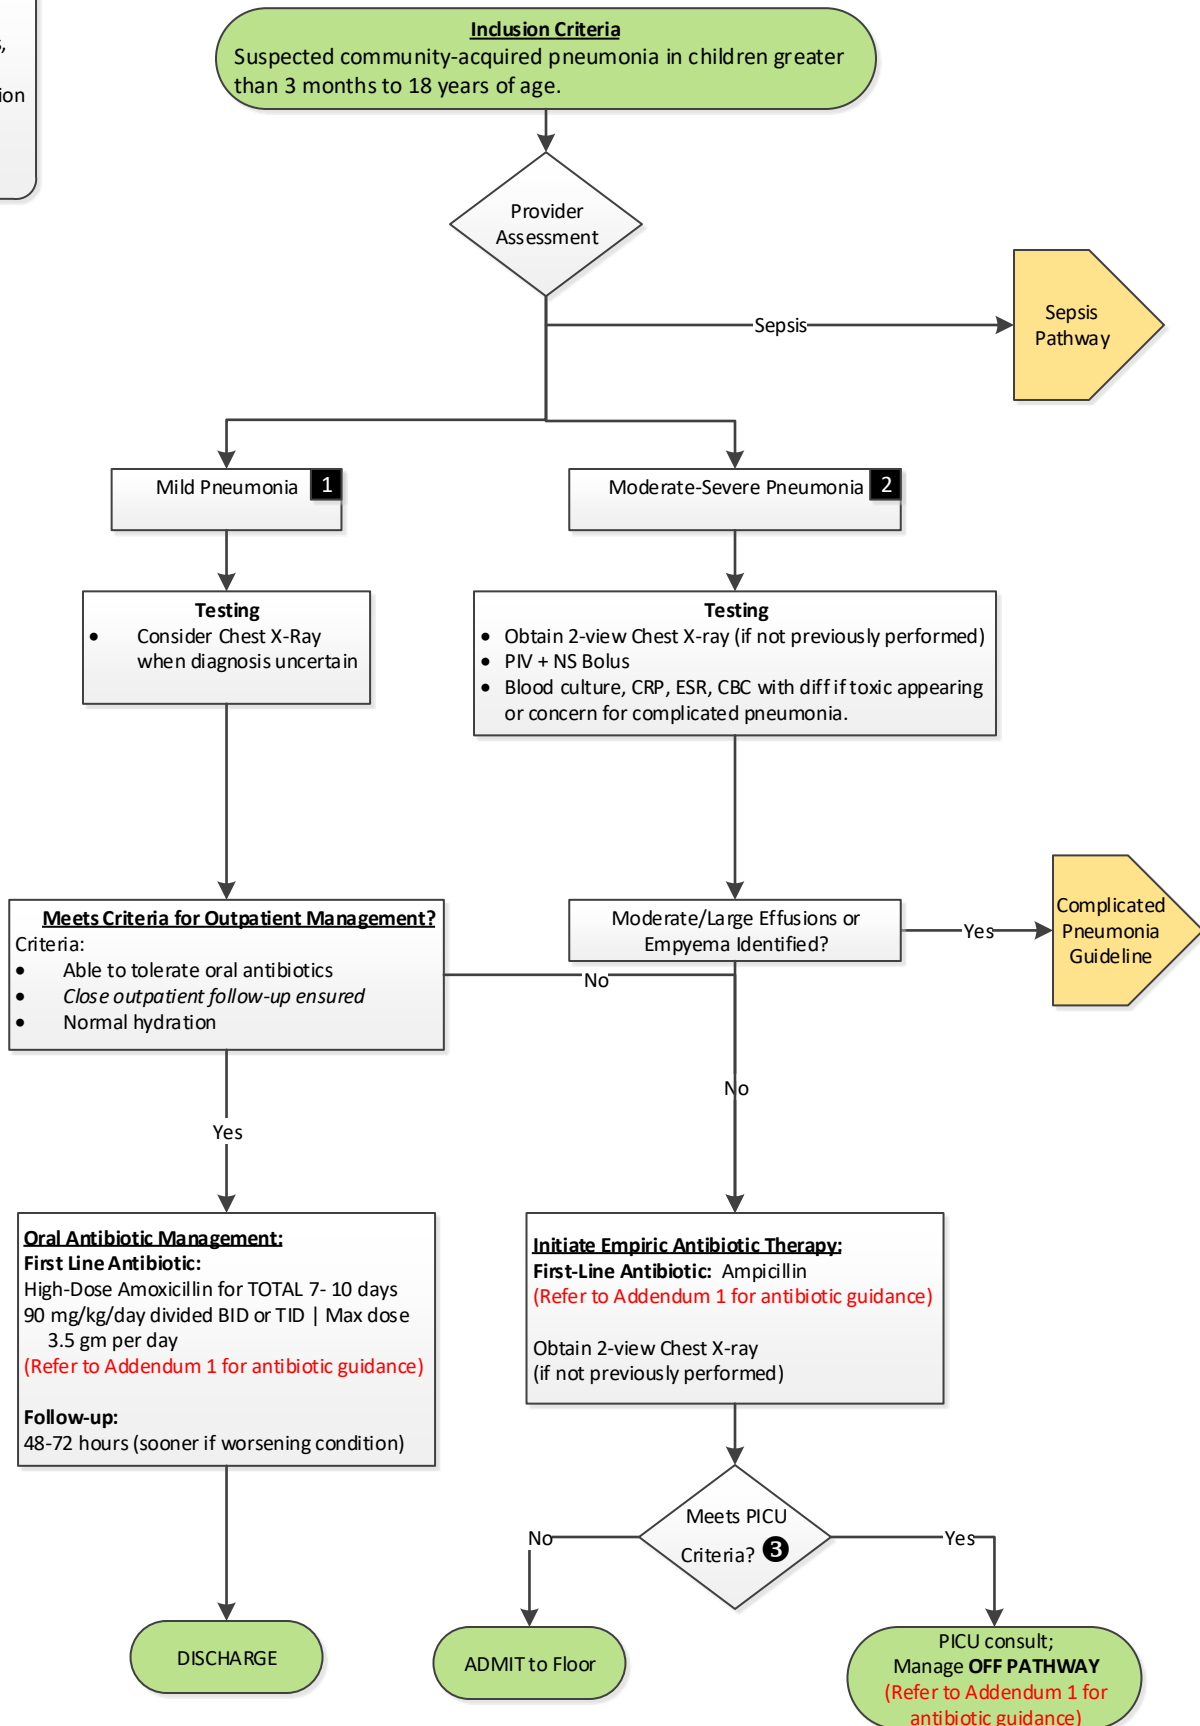 Inclusion Criteria
Suspected community-acquired pneumonia in children greater
than 3 months to 18 years of age.
Provider
Assessment
Sepsis
Sepsis
Pathway
Mild Pneumonia 1
Moderate-Severe Pneumonia 2
Testing
• Consider Chest X-Ray
when diagnosis uncertain
Testing
• Obtain 2-view Chest X-ray (if not previously performed)
• PIV + NS Bolus
• Blood culture, CRP, ESR, CBC with diff if toxic appearing
or concern for complicated pneumonia.
Meets Criteria for Outpatient Management?
Criteria:
• Able to tolerate oral antibiotics
• Close outpatient follow-up ensured
• Normal hydration
No
Moderate/Large Effusions or
Empyema Identified?
Yes
Complicated
Pneumonia
Guideline
No
Yes
Oral Antibiotic Management:
First Line Antibiotic:
High-Dose Amoxicillin for TOTAL 7- 10 days
90 mg/kg/day divided BID or TID | Max dose
3.5 gm per day
(Refer to Addendum 1 for antibiotic guidance)
Follow-up:
48-72 hours (sooner if worsening condition)
Initiate Empiric Antibiotic Therapy:
First-Line Antibiotic: Ampicillin
(Refer to Addendum 1 for antibiotic guidance)
Obtain 2-view Chest X-ray
(if not previously performed)
Meets PICU
Criteria? ❸
No
Yes
DISCHARGE
ADMIT to Floor
PICU consult;
Manage OFF PATHWAY
(Refer to Addendum 1 for
antibiotic guidance)